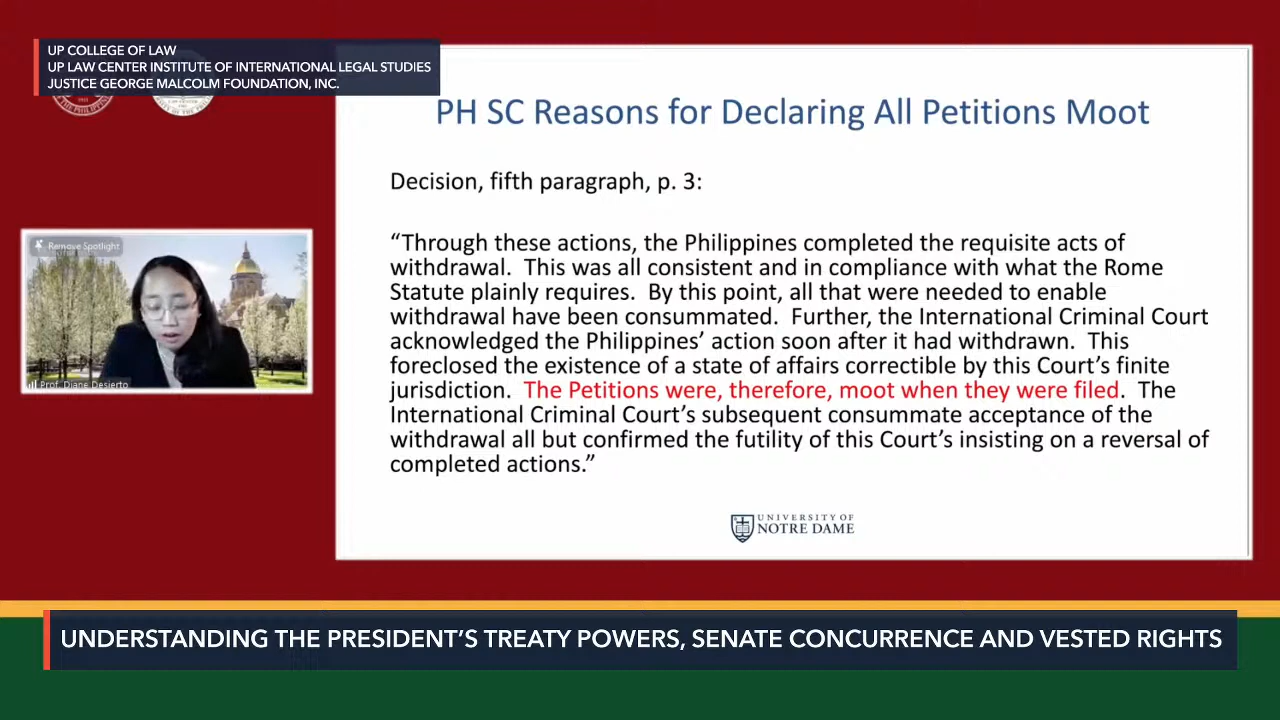 UP COLLEGE OF LAW
UP LAW CENTER INSTITUTE OF INTERNATIONAL LEGAL STUDIES
JUSTICE GEORGE MALCOLM FOUNDATION, INC.
PH SC Reasons for Declaring All Petitions Moot
Decision, fifth paragraph, p. 3:
“Through these actions, the Philippines completed the requisite acts of
withdrawal. This was all consistent and in compliance with what the Rome
Statute plainly requires. By this point, all that were needed to enable
withdrawal have been consummated. Further, the International Criminal Court
acknowledged the Philippines’ action soon after it had withdrawn. This
foreclosed the existence of a state of affairs correctible by this Court’s finite
jurisdiction. The Petitions were, therefore, moot when they were filed. The
International Criminal Court’s subsequent consummate acceptance of the
withdrawal all but confirmed the futility of this Court’s insisting on a reversal of
completed actions.”
Remove Spotlight
Prof. Diane Desierto
UNIVERSITY OF
NOTRE DAME
UNDERSTANDING THE PRESIDENT’S TREATY POWERS, SENATE CONCURRENCE AND VESTED RIGHTS